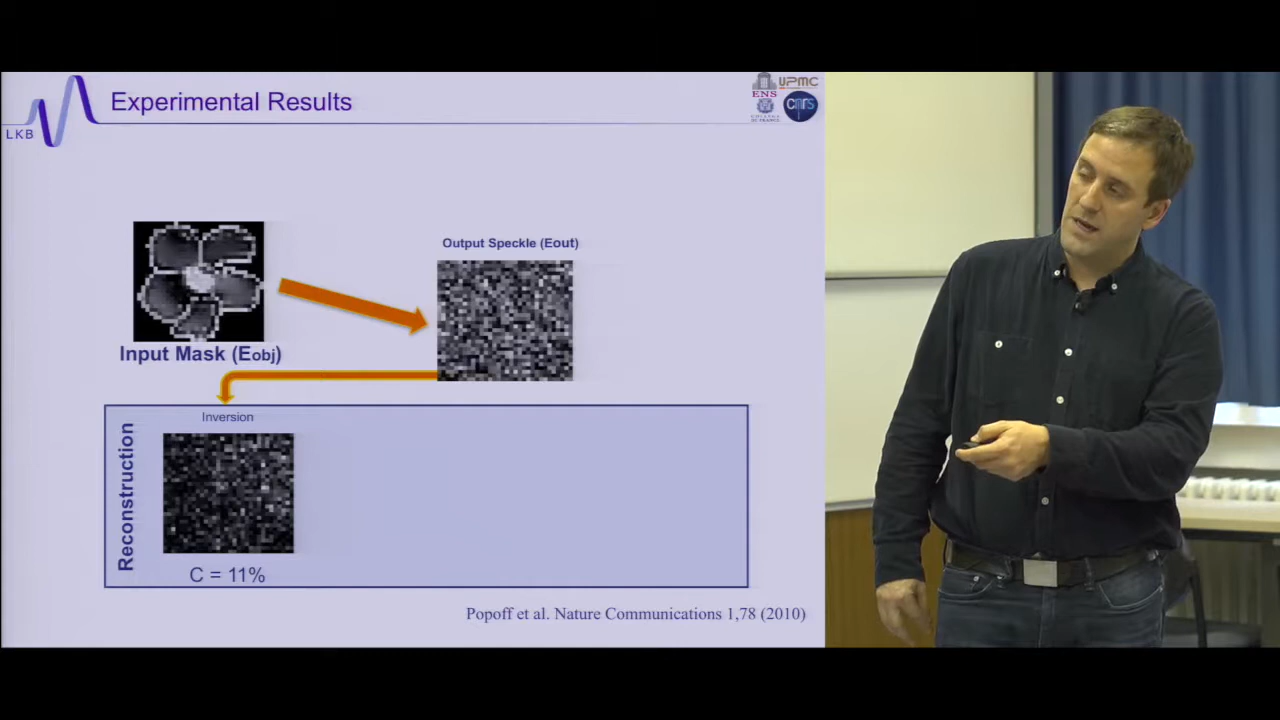 Experimental Results
LKB
ENS
UPMC
cnrs
Output Speckle (Eout)
Input Mask (Eobj)
Inversion
Reconstruction
C = 11%
Popoff et al. Nature Communications 1,78 (2010)